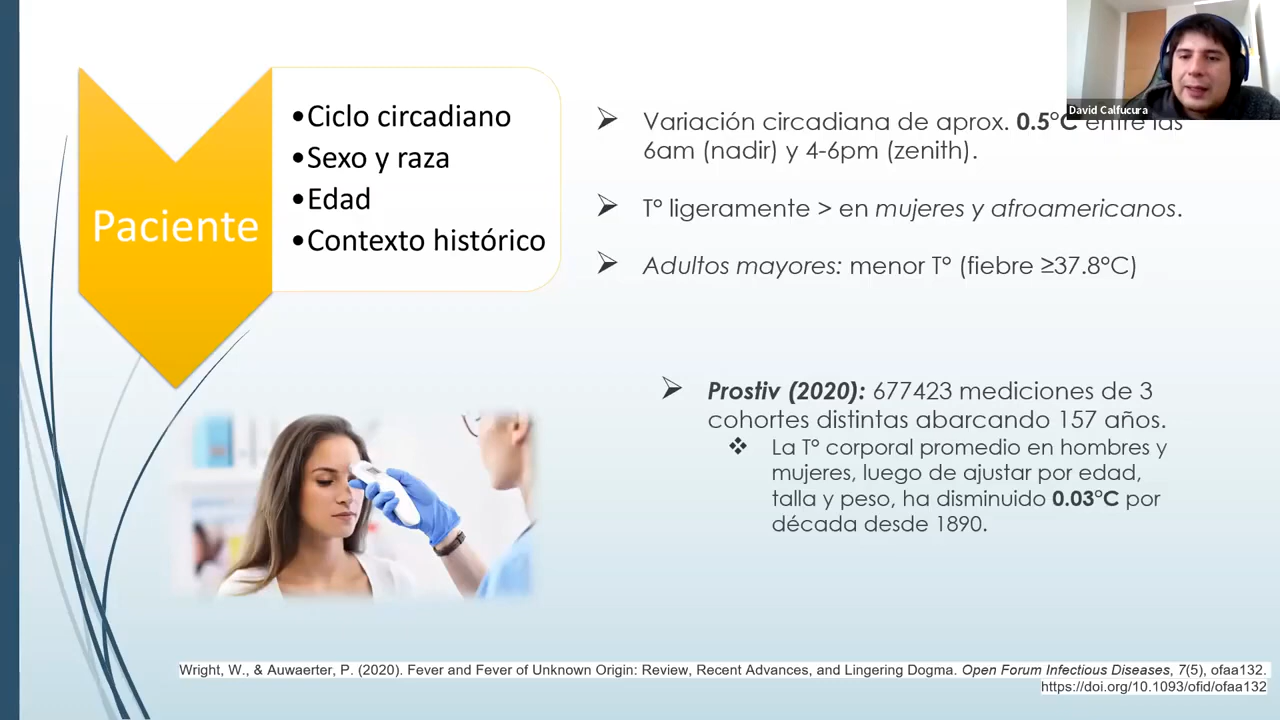 Paciente
•Ciclo circadiano
•Sexo y raza
•Edad
•Contexto histórico
David Calfucura
Variación circadiana de aprox. 0.5°C entre las
6am (nadir) y 4-6pm (zenith).
T° ligeramente > en mujeres y afroamericanos.
Adultos mayores: menor T° (fiebre ≥37.8°C)
Prostiv (2020): 677423 mediciones de 3
cohortes distintas abarcando 157 años.
La T° corporal promedio en hombres y
mujeres, luego de ajustar por edad,
talla y peso, ha disminuido 0.03°C por
década desde 1890.
Wright, W., & Auwaerter, P. (2020). Fever and Fever of Unknown Origin: Review, Recent Advances, and Lingering Dogma. Open Forum Infectious Diseases, 7(5), ofaa132.
https://doi.org/10.1093/ofid/ofaa132